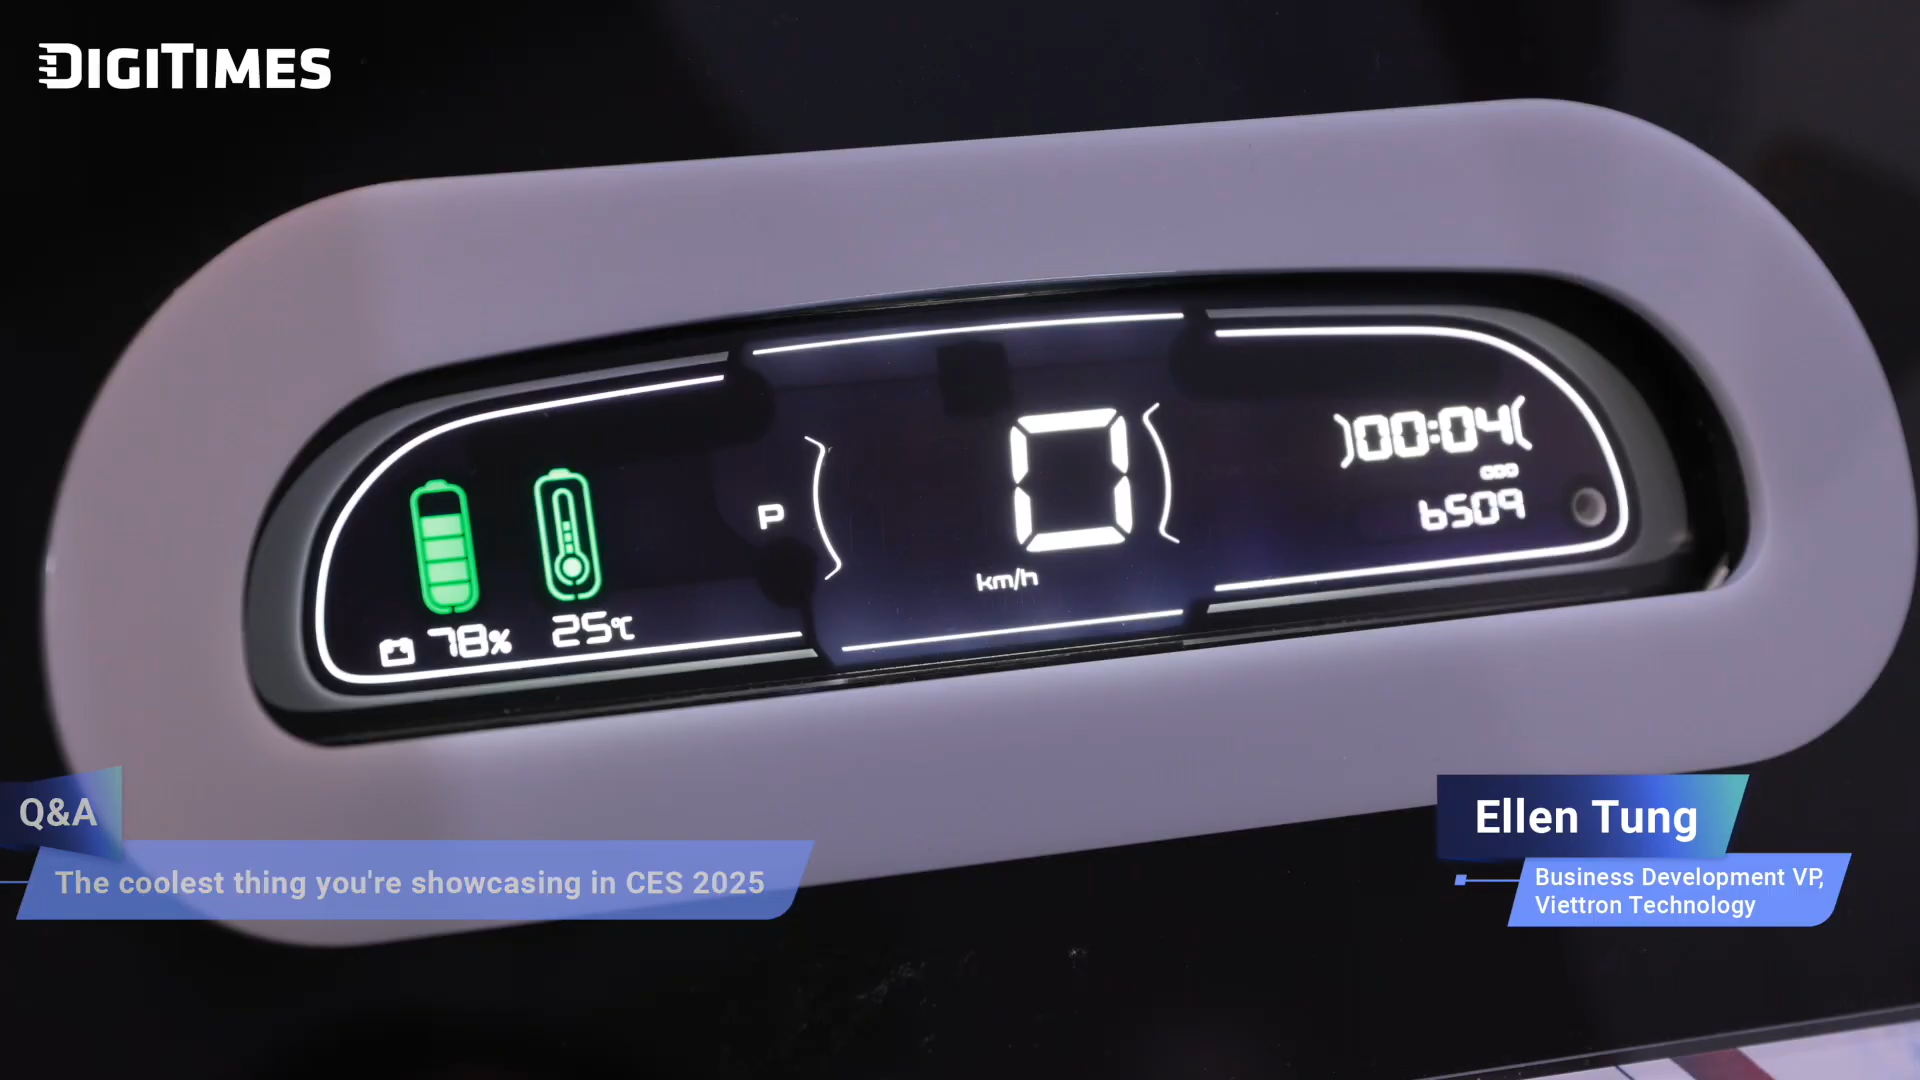 DIGITIMES
00:04
ODO
6509
P
0
km/h
78%
25℃
Q&A
The coolest thing you're showcasing in CES 2025
Ellen Tung
Business Development VP,
Viettron Technology